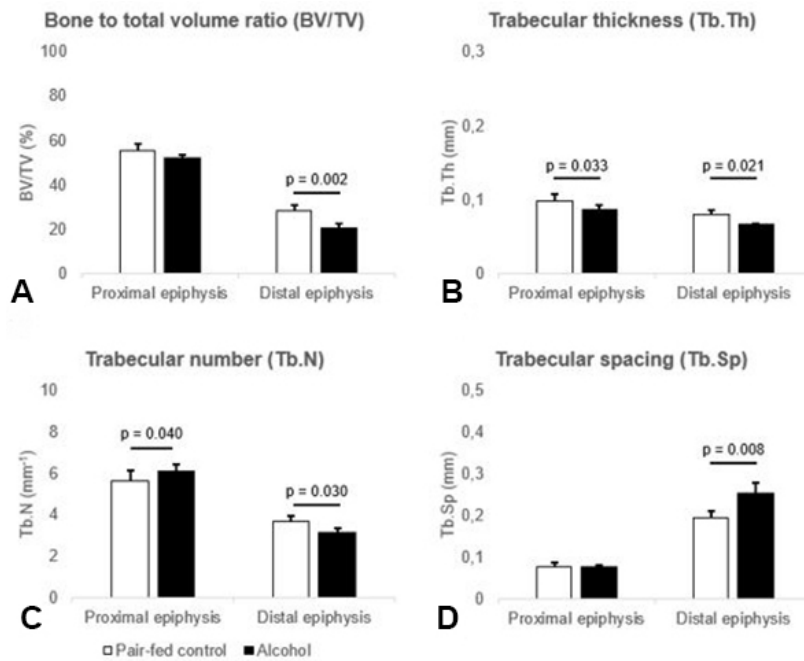 Bone to total volume ratio (BV/TV)
100
80
60
40
20
0
BV/TV (%)
p = 0.002
Proximal epiphysis
Distal epiphysis
A
Trabecular thickness (Tb.Th)
0,3
0,2
0,1
0
Tb.Th (mm)
p = 0.033
p = 0.021
Proximal epiphysis
Distal epiphysis
B
Trabecular number (Tb.N)
10
8
6
4
2
0
Tb.N (mm⁻¹)
p = 0.040
p = 0.030
Proximal epiphysis
Distal epiphysis
C
Pair-fed control
Alcohol
Trabecular spacing (Tb.Sp)
0,5
0,4
0,3
0,2
0,1
0
Tb.Sp (mm)
p = 0.008
Proximal epiphysis
Distal epiphysis
D